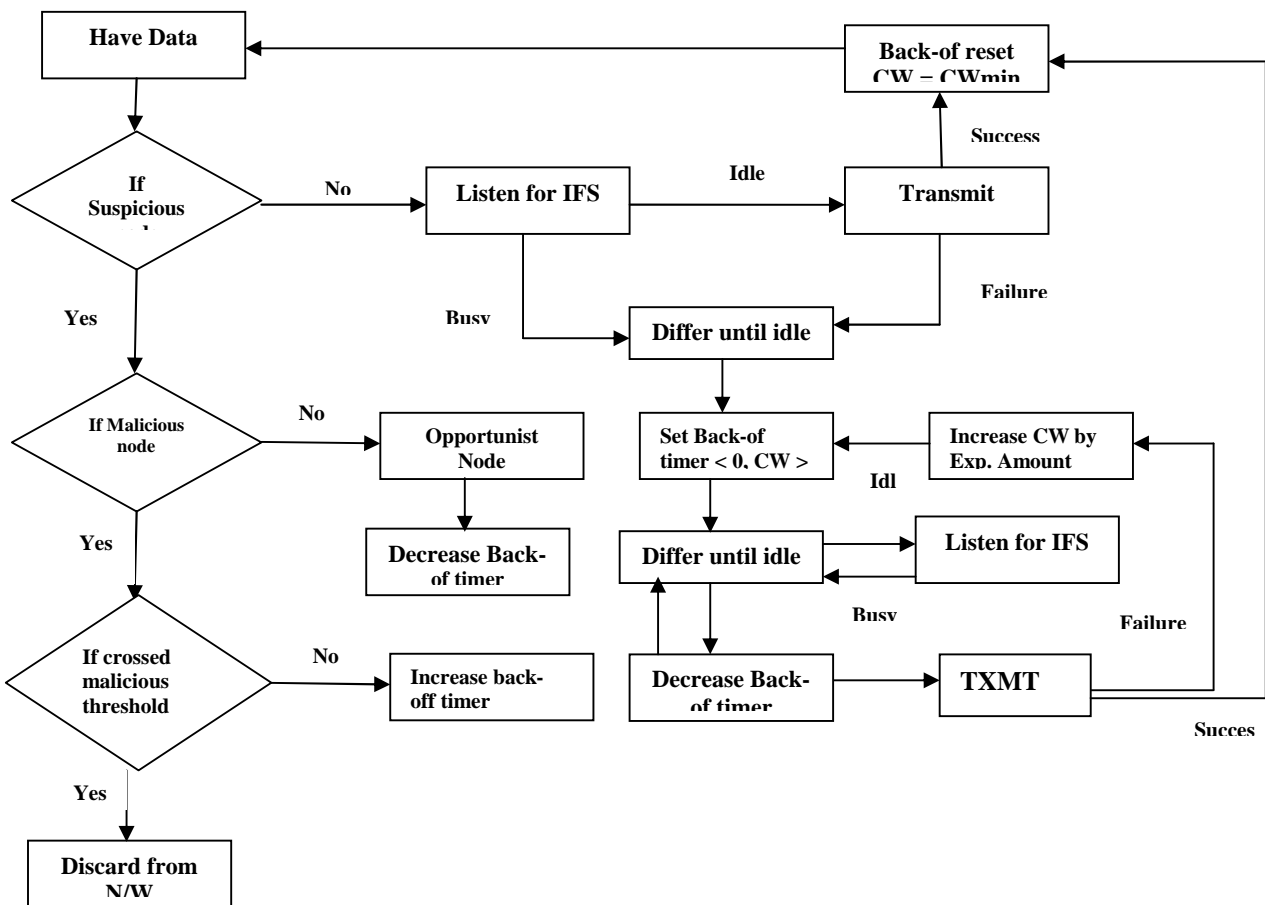 Have Data
Back-of reset
CW = CWmin
Success
If
Suspicious
No
Listen for IFS
Idle
Transmit
Yes
Busy
Failure
Differ until idle
If Malicious
node
No
Opportunist
Node
Set Back-of
timer < 0, CW >
Increase CW by
Exp. Amount
Idl
Yes
Decrease Back-
of timer
Differ until idle
Listen for IFS
Busy
Failure
If crossed
malicious
threshold
No
Increase back-
off timer
Decrease Back-
of timer
TXMT
Succes
Yes
Discard from
N/W